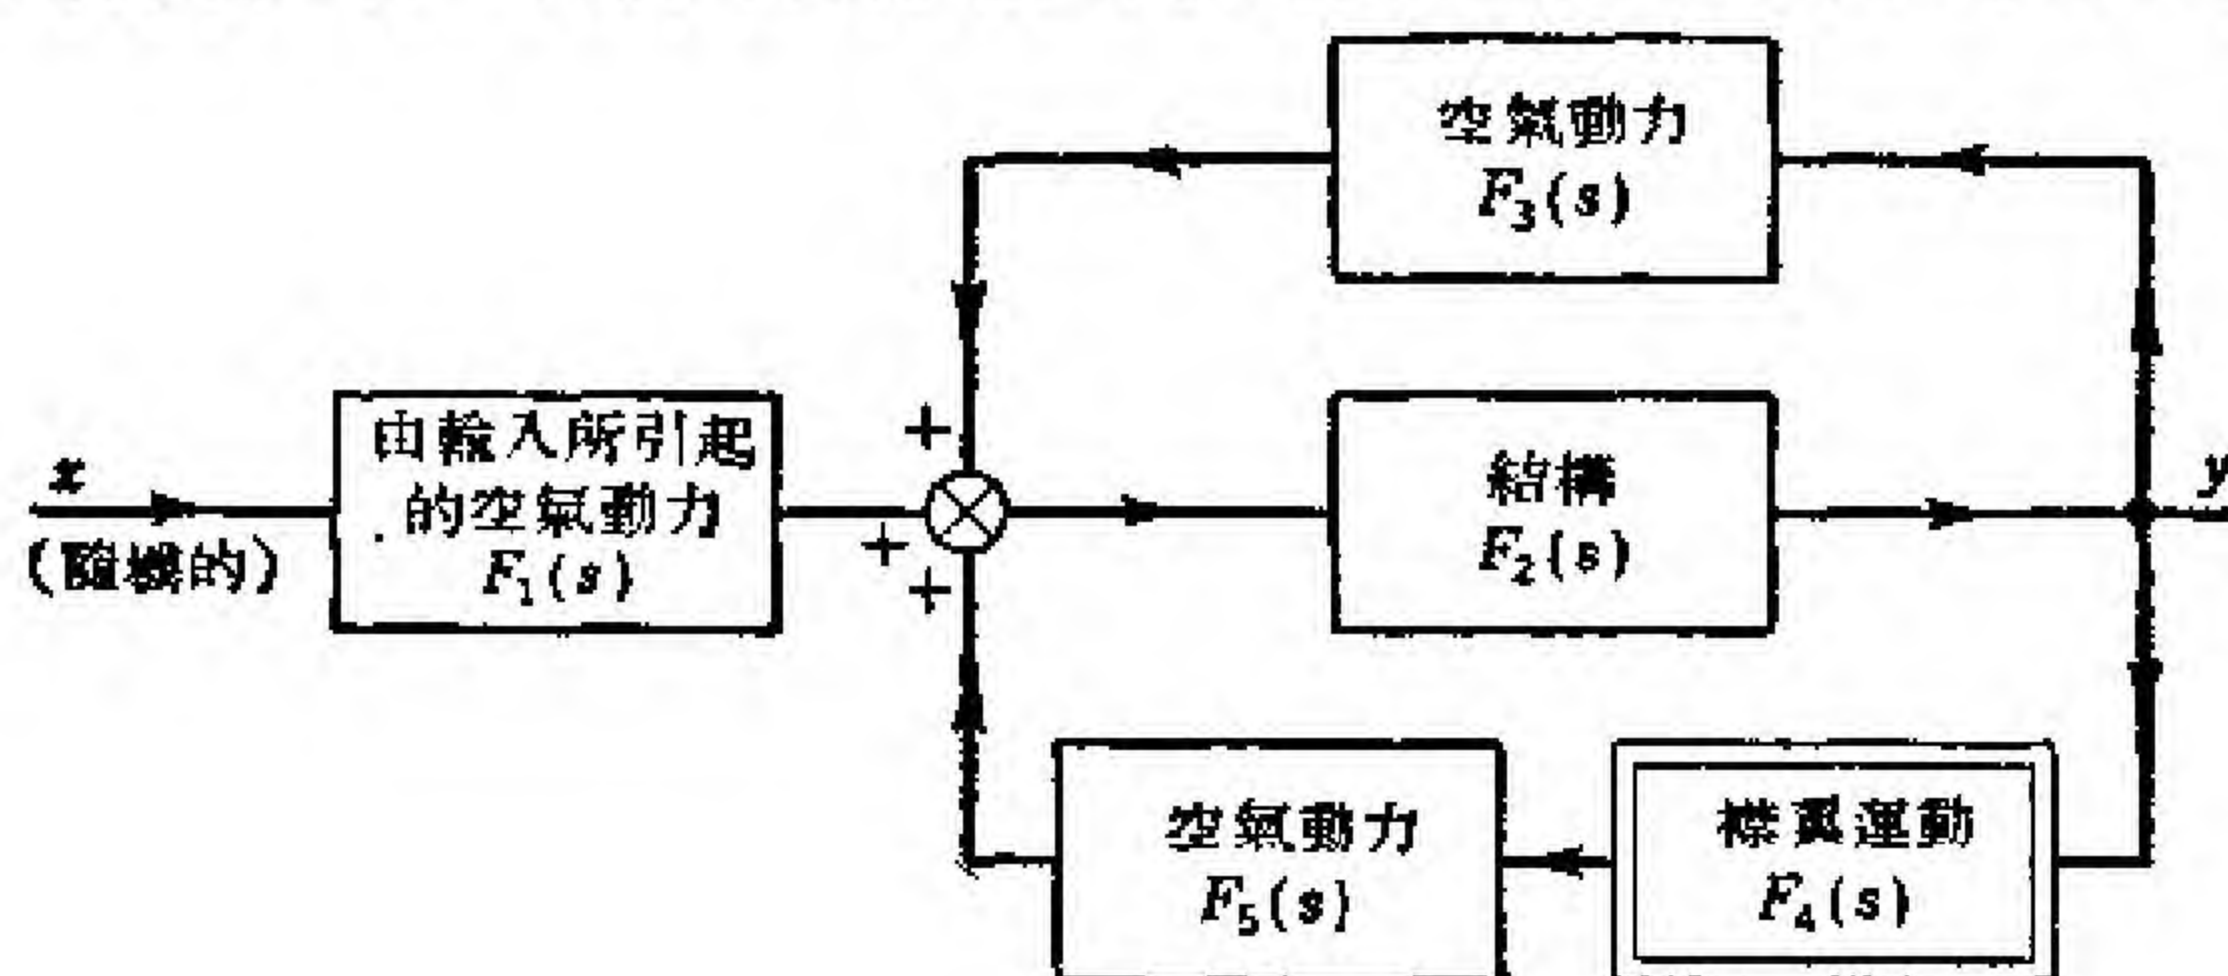 空氣動力
F₃(s)
+
x
由輸入所引起
的空氣動力
F₁(s)
(隨機的)
+
+
結構
F₂(s)
y
空氣動力
F₅(s)
襟翼運動
F₄(s)